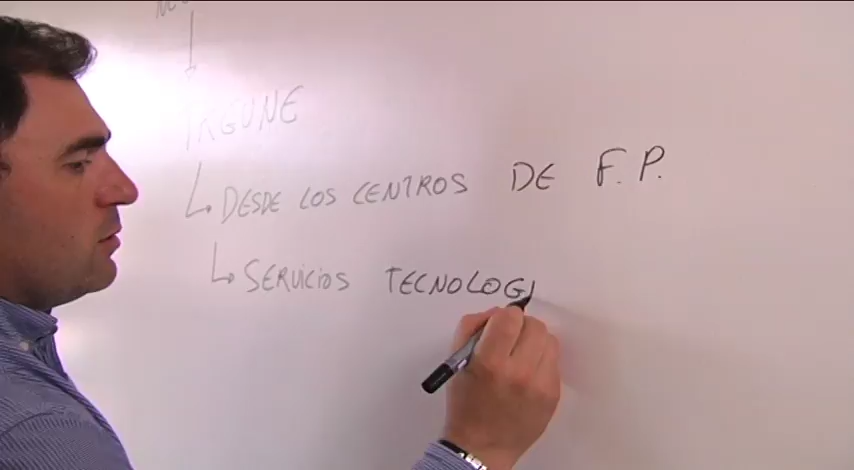 TKGUNE
↳ DESDE LOS CENTROS DE F.P.
↳ SERVICIOS TECNOLOGI